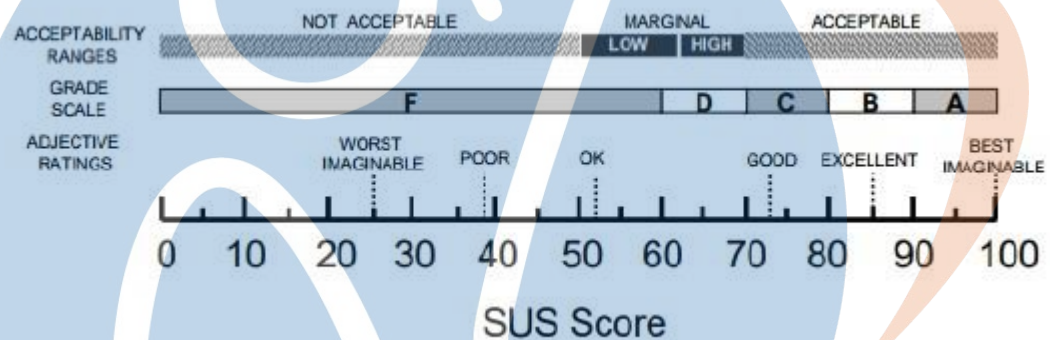 NOT ACCEPTABLE MARGINAL ACCEPTABLE
ACCEPTABILITY
RANGES
LOW HIGH
GRADE
SCALE
F D C B A
ADJECTIVE
RATINGS
WORST
IMAGINABLE
POOR
OK
GOOD
EXCELLENT
BEST
IMAGINABLE
0 10 20 30 40 50 60 70 80 90 100
SUS Score